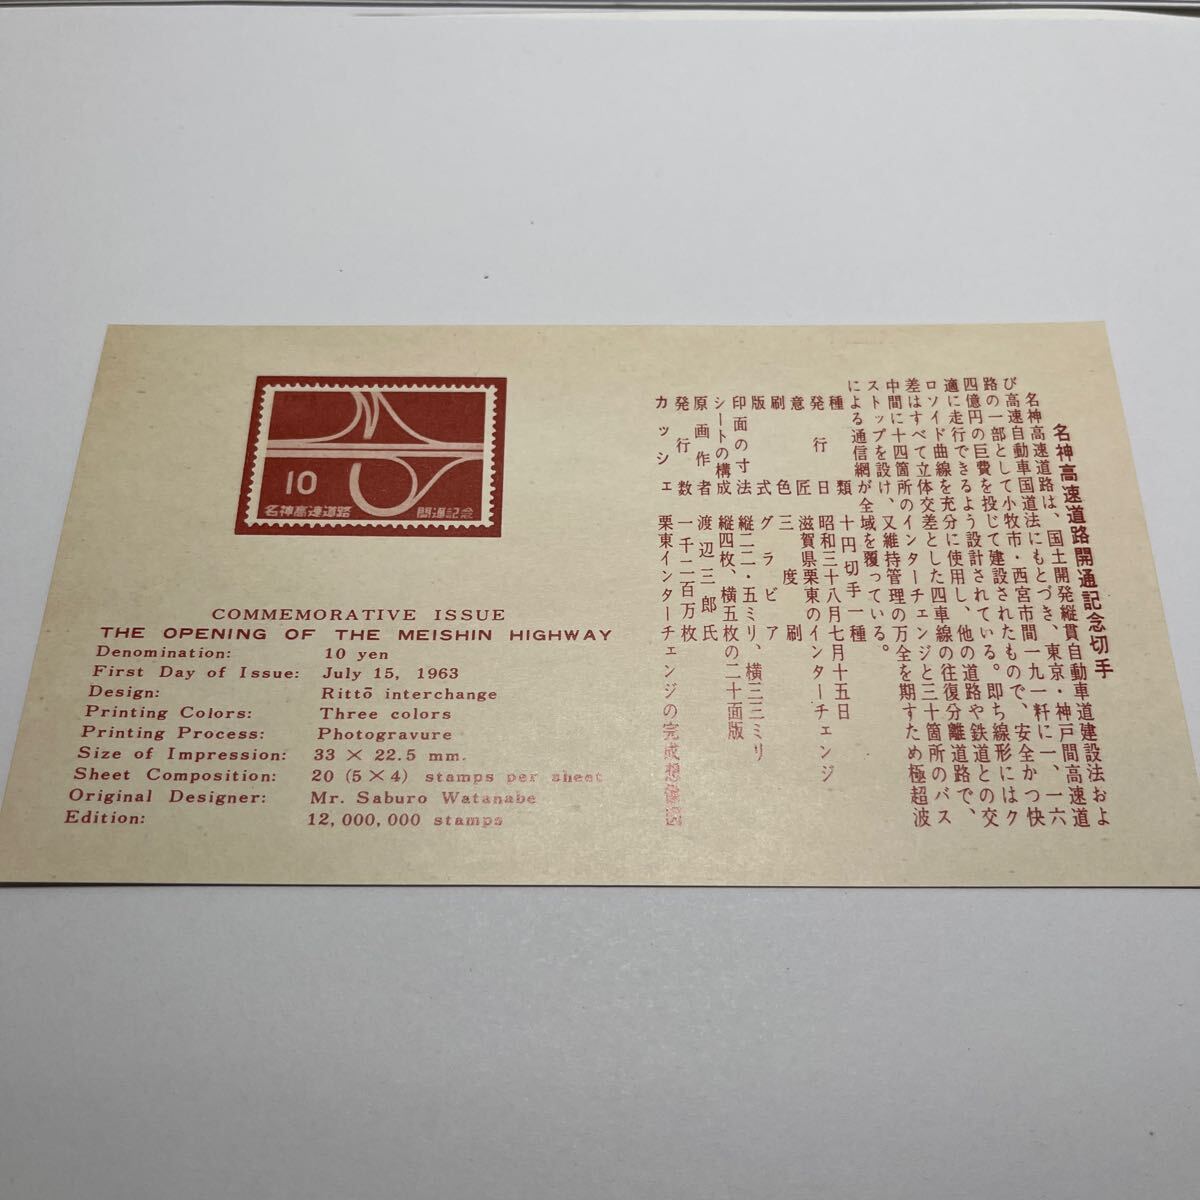 10
名神高速道路 開通記念
COMMEMORATIVE ISSUE
THE OPENING OF THE MEISHIN HIGHWAY
Denomination: 10 yen
First Day of Issue: July 15, 1963
Design: Rittō interchange
Printing Colors: Three colors
Printing Process: Photogravure
Size of Impression: 33 × 22.5 mm.
Sheet Composition: 20 (5 × 4) stamps per sheet
Original Designer: Mr. Saburo Watanabe
Edition: 12,000,000 stamps
名神高速道路開通記念切手
名神高速道路は、国土開発縦貫自動車道建設法およ
び高速自動車国道法にもとづき、東京・神戸間高速道
路の一部として小牧市・西宮市間一九一粁に一、一六
四億円の巨費を投じて建設されたもので、安全かつ快
適に走行できるよう設計されている。即ち線形にはク
ロソイド曲線を充分に使用し、他の道路や鉄道との交
差はすべて立体交差とした四車線の往復分離道路で、
中間に十四箇所のインターチェンジと三十箇所のバス
ストップを設け、又維持管理の万全を期すため極超波
による通信網が全域を覆っている。
種類 十円切手一種
発行日 昭和三十八月七月十五日
意匠 滋賀県栗東のインターチェンジ
刷色 三度刷
版式 グラビア
印面の寸法 縦二二・五ミリ、横三三ミリ
シートの構成 縦四枚、横五枚の二十面版
原画作者 渡辺三郎氏
発行数 一千二百万枚
カッシェ 栗東インターチェンジの完成想像図